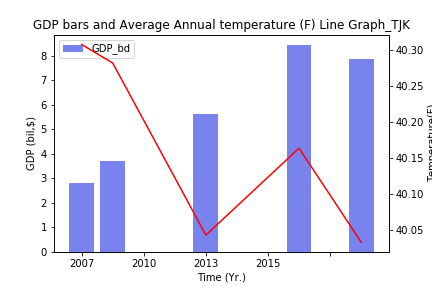 GDP bars and Average Annual temperature (F) Line Graph_TJK
GDP_bd
GDP (bil,$)
8
7
6
5
4
3
2
1
0
40.30
40.25
40.20
40.15
40.10
40.05
Temperature(F)
2007 2010 2013 2015
Time (Yr.)